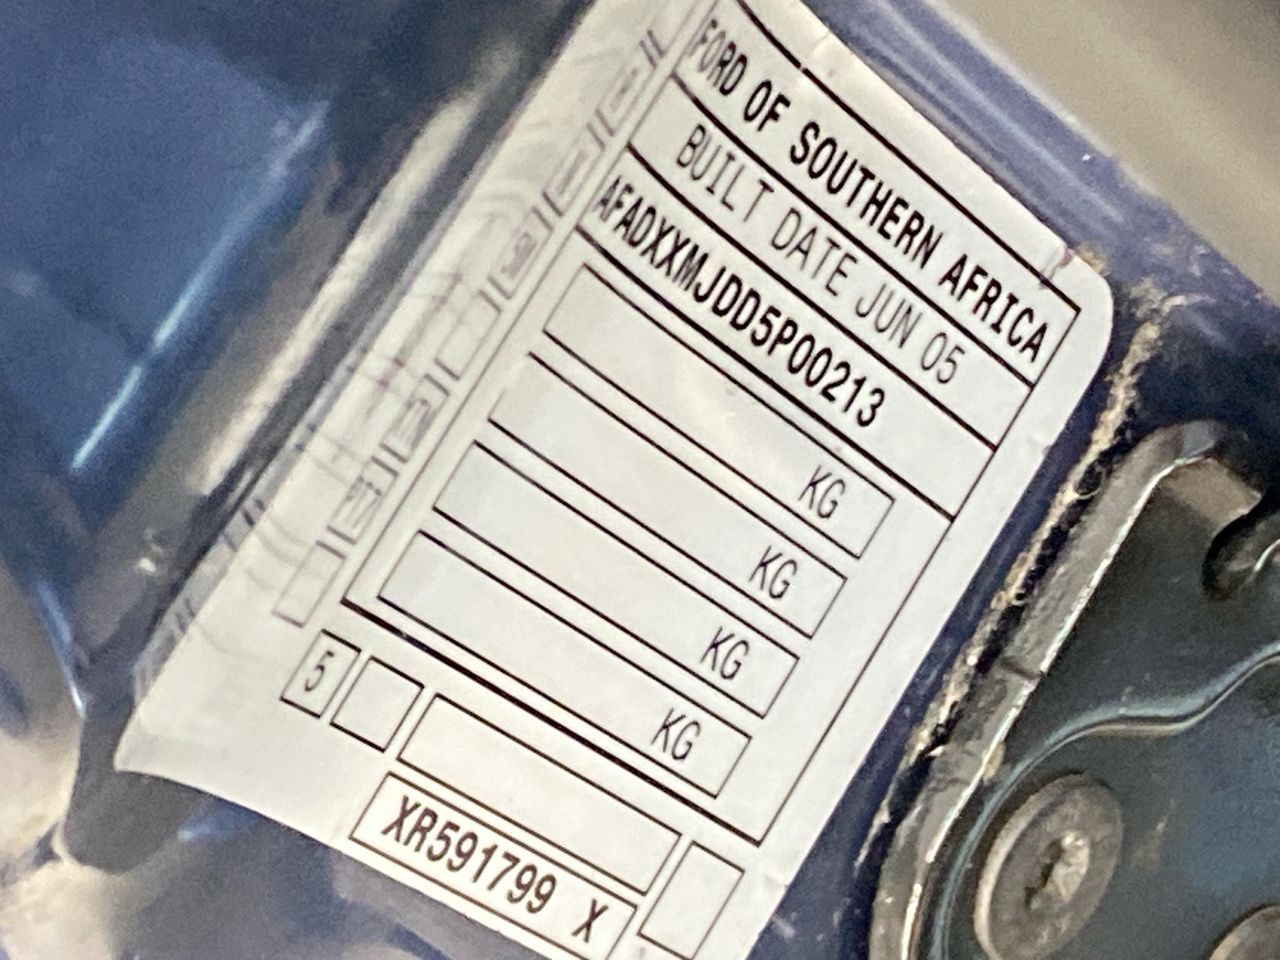 FORD OF SOUTHERN AFRICA
BUILT DATE JUN 05
AFADXXMJDD5P00213
KG
KG
KG
KG
5
XR591799 X